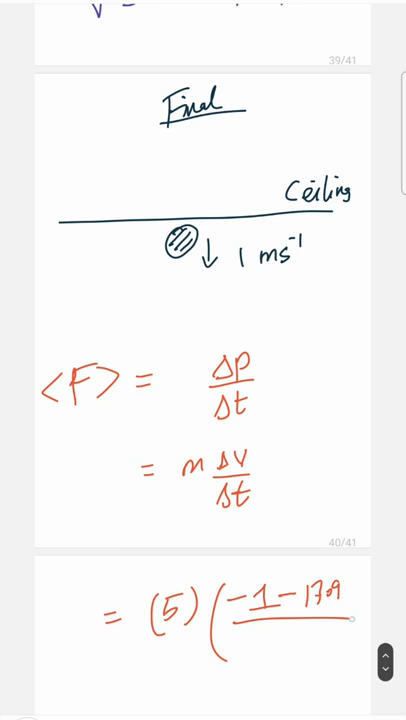 39/41
Final
Ceiling
↓ 1 ms⁻¹
<F> = Δp/Δt
= m Δv/Δt
40/41
= (5) (-1 - 17.9